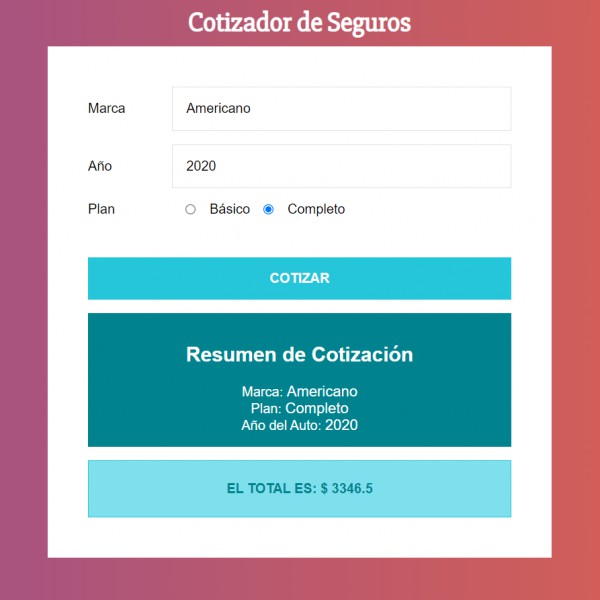 Cotizador de Seguros
Marca Americano
Año 2020
Plan Básico Completo
COTIZAR
Resumen de Cotización
Marca: Americano
Plan: Completo
Año del Auto: 2020
EL TOTAL ES: $ 3346.5